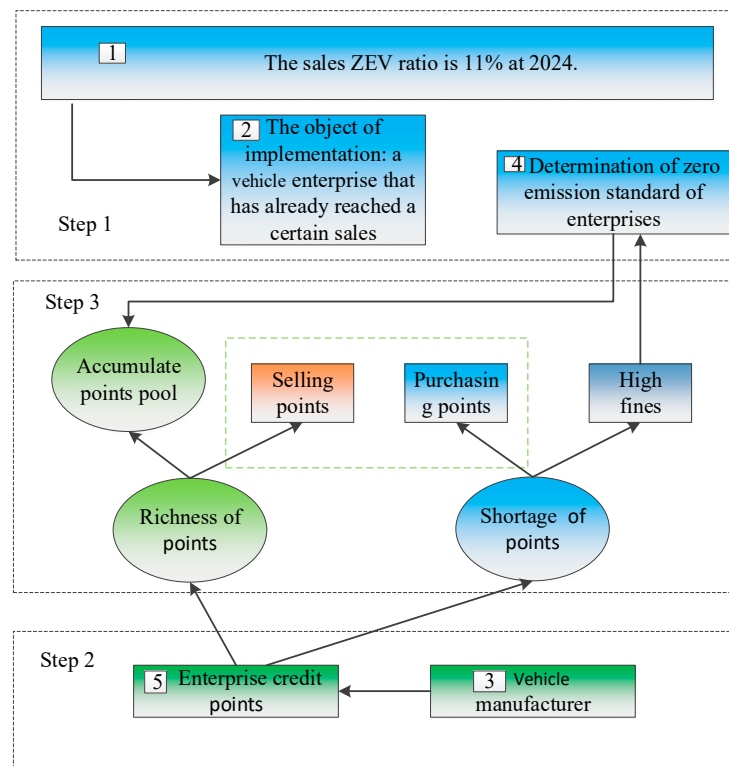 1
The sales ZEV ratio is 11% at 2024.
2 The object of
implementation: a
vehicle enterprise that
has already reached a
certain sales
4 Determination of zero
emission standard of
enterprises
Step 1
Step 3
Accumulate
points pool
Selling
points
Purchasin
g points
High
fines
Richness of
points
Shortage of
points
Step 2
5 Enterprise credit
points
3 Vehicle
manufacturer